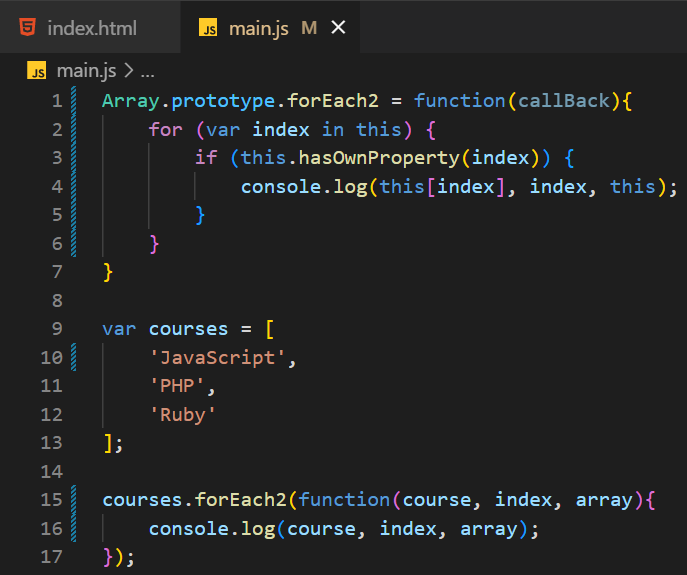 index.html JS main.js M ×
JS main.js > ...
1 Array.prototype.forEach2 = function(callBack){
2     for (var index in this) {
3         if (this.hasOwnProperty(index)) {
4             console.log(this[index], index, this);
5         }
6     }
7 }
8
9 var courses = [
10     'JavaScript',
11     'PHP',
12     'Ruby'
13 ];
14
15 courses.forEach2(function(course, index, array){
16     console.log(course, index, array);
17 });